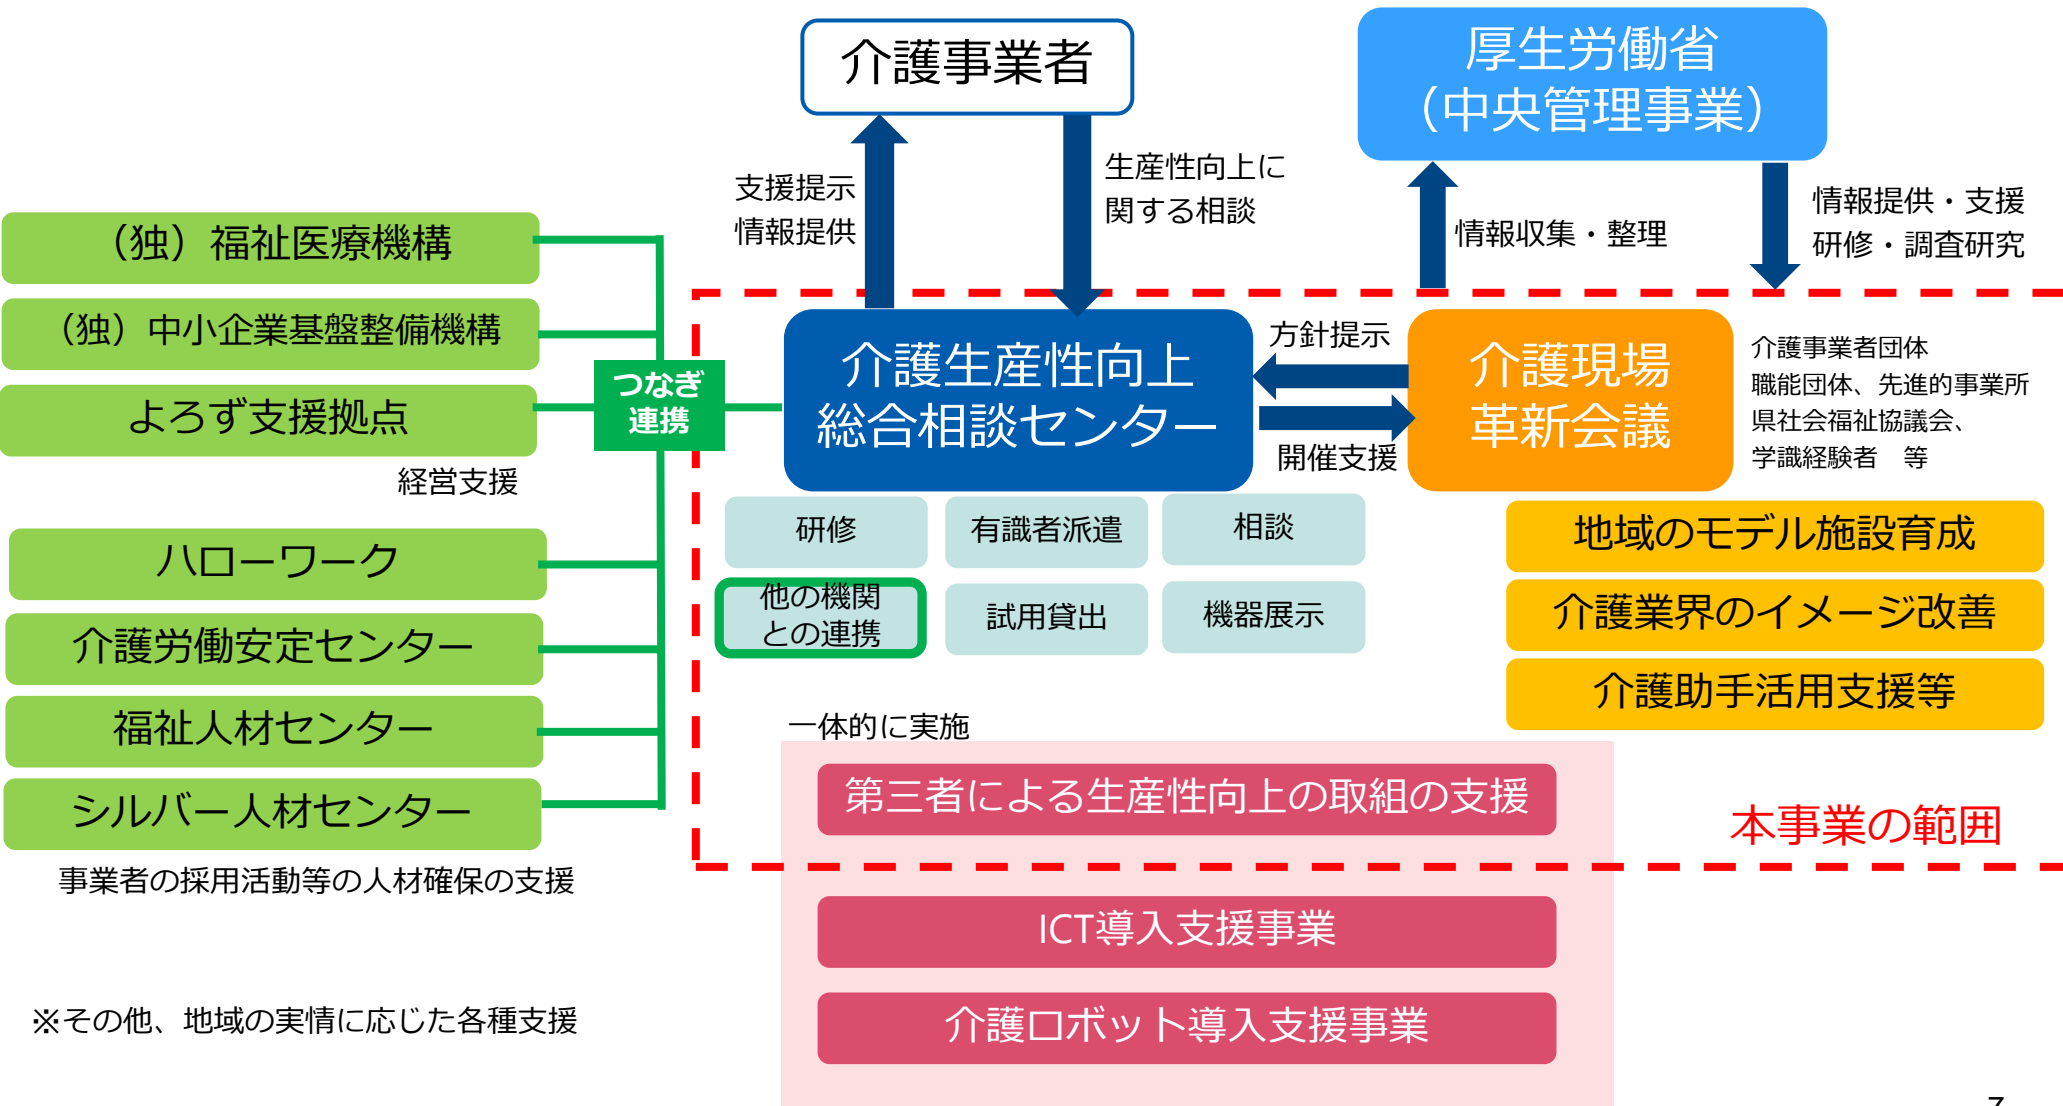 介護事業者
厚生労働省
（中央管理事業）
支援提示
情報提供
生産性向上に
関する相談
情報収集・整理
情報提供・支援
研修・調査研究
（独）福祉医療機構
（独）中小企業基盤整備機構
よろず支援拠点
経営支援
つなぎ
連携
介護生産性向上
総合相談センター
方針提示
開催支援
介護現場
革新会議
介護事業者団体
職能団体、先進的事業所
県社会福祉協議会、
学識経験者　等
研修
有識者派遣
相談
他の機関
との連携
試用貸出
機器展示
地域のモデル施設育成
介護業界のイメージ改善
介護助手活用支援等
ハローワーク
介護労働安定センター
福祉人材センター
シルバー人材センター
事業者の採用活動等の人材確保の支援
一体的に実施
第三者による生産性向上の取組の支援
本事業の範囲
ICT導入支援事業
介護ロボット導入支援事業
※その他、地域の実情に応じた各種支援